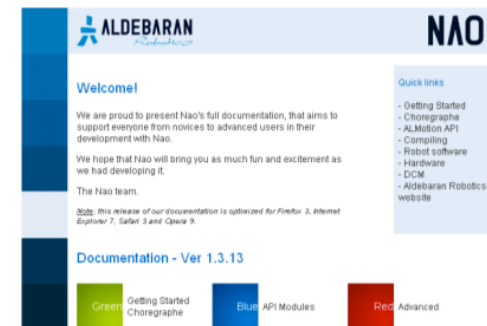 ALDEBARAN
Robotics
NAO
Welcome!
We are proud to present Nao's full documentation, that aims to
support everyone from novices to advanced users in their
development with Nao.
We hope that Nao will bring you as much fun and excitement as
we had developing it.
The Nao team.
Note: this release of our documentation is optimized for Firefox 3, Internet
Explorer 7, Safari 3 and Opera 9.
Quick links
- Getting Started
- Choregraphe
- ALMotion API
- Compiling
- Robot software
- Hardware
- DCM
- Aldebaran Robotics
website
Documentation - Ver 1.3.13
Green Getting Started
Choregraphe
Blue API Modules
Red Advanced